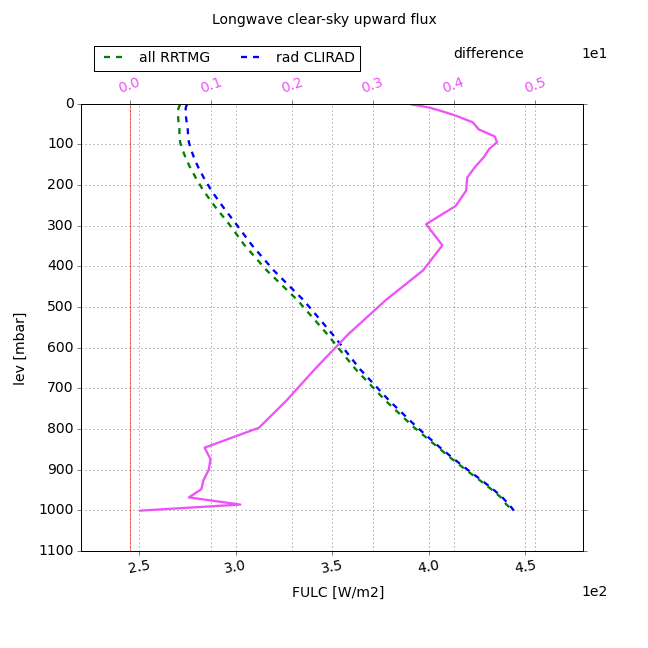 Longwave clear-sky upward flux
all RRTMG rad CLIRAD difference 1e1
0.0 0.1 0.2 0.3 0.4 0.5
0
100
200
300
400
500
600
700
800
900
1000
1100
lev [mbar]
2.5 3.0 3.5 4.0 4.5
FULC [W/m2] 1e2